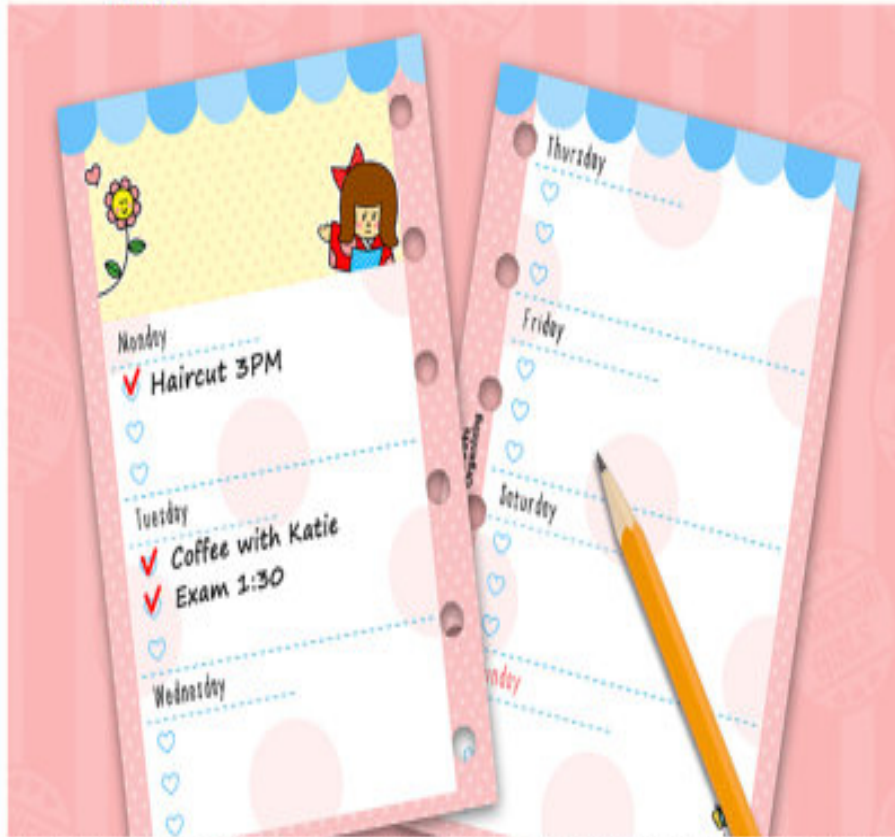 Monday
Haircut 3PM
Tuesday
Coffee with Katie
Exam 1:30
Wednesday
Thursday
Friday
Saturday